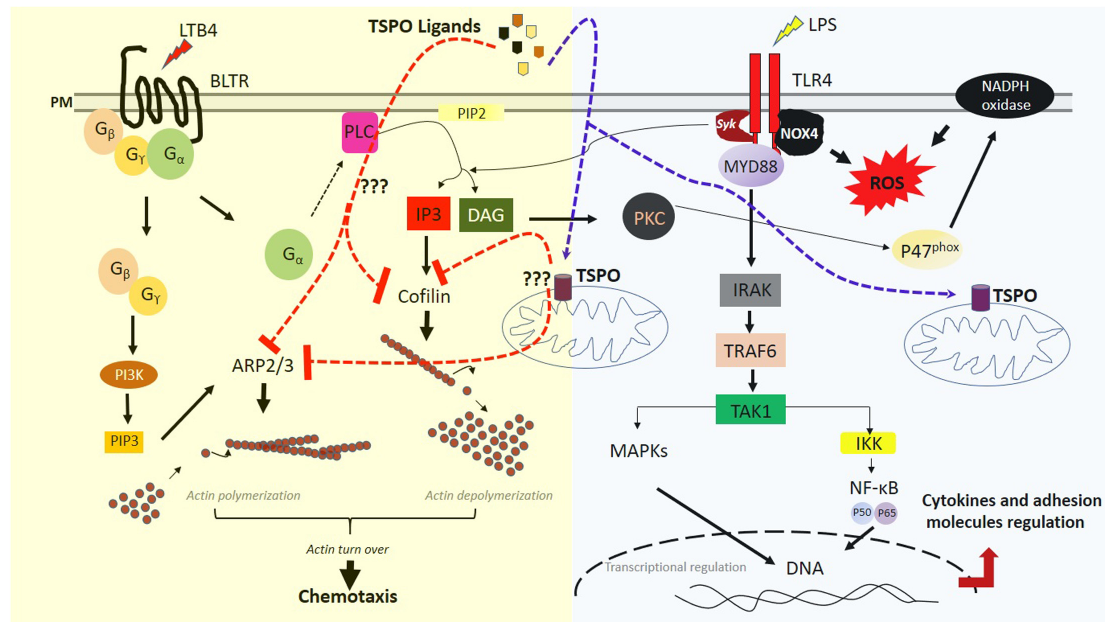 TSPO Ligands
LTB4
BLTR
PM
Gβ
Gγ
Gα
PLC
PIP2
???
IP3
DAG
Gα
Gβ
Gγ
Cofilin
???
TSPO
PI3K
PIP3
ARP2/3
Actin polymerization
Actin depolymerization
Actin turn over
Chemotaxis
LPS
TLR4
NADPH
oxidase
Syk
NOX4
MYD88
ROS
PKC
P47phox
TSPO
IRAK
TRAF6
TAK1
MAPKs
IKK
NF-κB
P50
P65
Cytokines and adhesion
molecules regulation
Transcriptional regulation
DNA